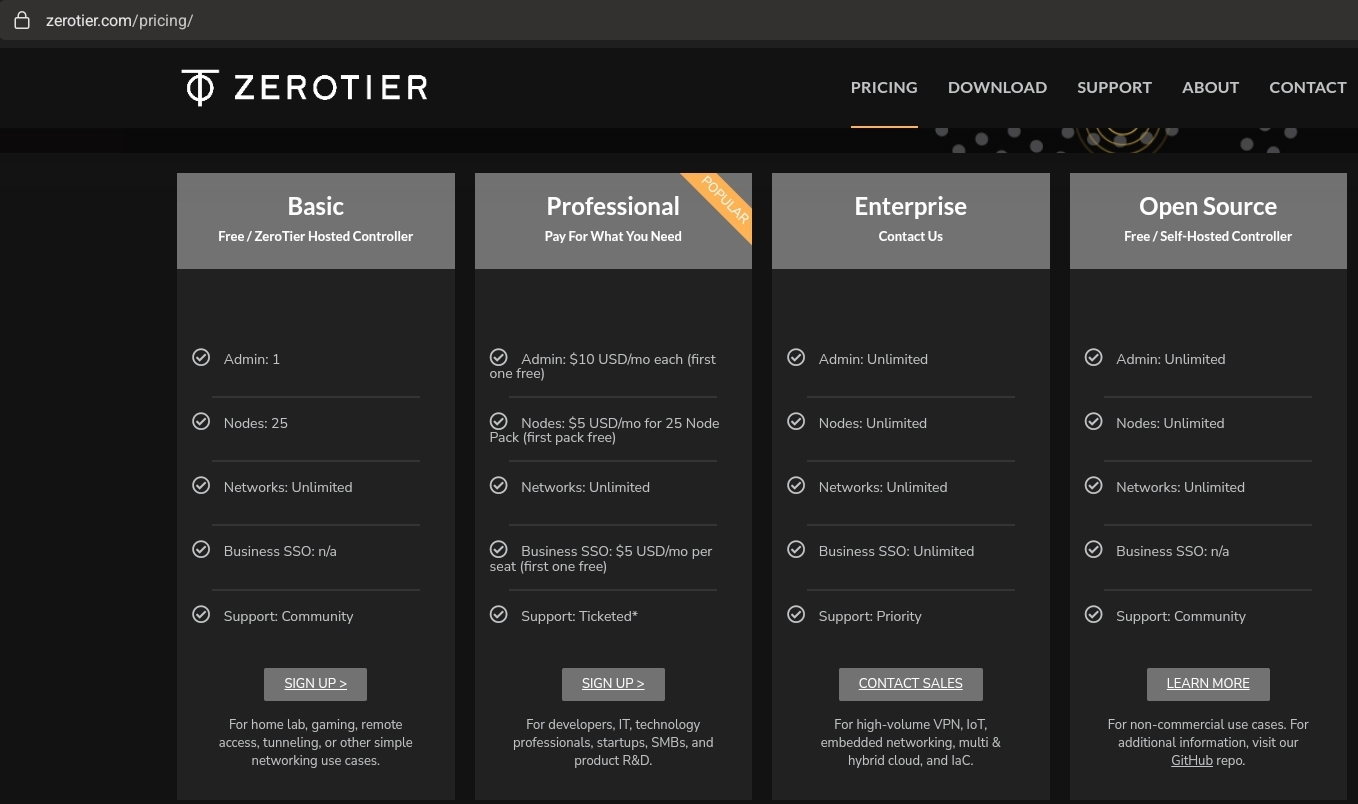 zerotier.com/pricing/
ZEROTIER
PRICING DOWNLOAD SUPPORT ABOUT CONTACT
Basic
Free / ZeroTier Hosted Controller
Admin: 1
Nodes: 25
Networks: Unlimited
Business SSO: n/a
Support: Community
SIGN UP >
For home lab, gaming, remote
access, tunneling, or other simple
networking use cases.
POPULAR
Professional
Pay For What You Need
Admin: $10 USD/mo each (first
one free)
Nodes: $5 USD/mo for 25 Node
Pack (first pack free)
Networks: Unlimited
Business SSO: $5 USD/mo per
seat (first one free)
Support: Ticketed*
SIGN UP >
For developers, IT, technology
professionals, startups, SMBs, and
product R&D.
Enterprise
Contact Us
Admin: Unlimited
Nodes: Unlimited
Networks: Unlimited
Business SSO: Unlimited
Support: Priority
CONTACT SALES
For high-volume VPN, IoT,
embedded networking, multi &
hybrid cloud, and IaC.
Open Source
Free / Self-Hosted Controller
Admin: Unlimited
Nodes: Unlimited
Networks: Unlimited
Business SSO: n/a
Support: Community
LEARN MORE
For non-commercial use cases. For
additional information, visit our
GitHub repo.